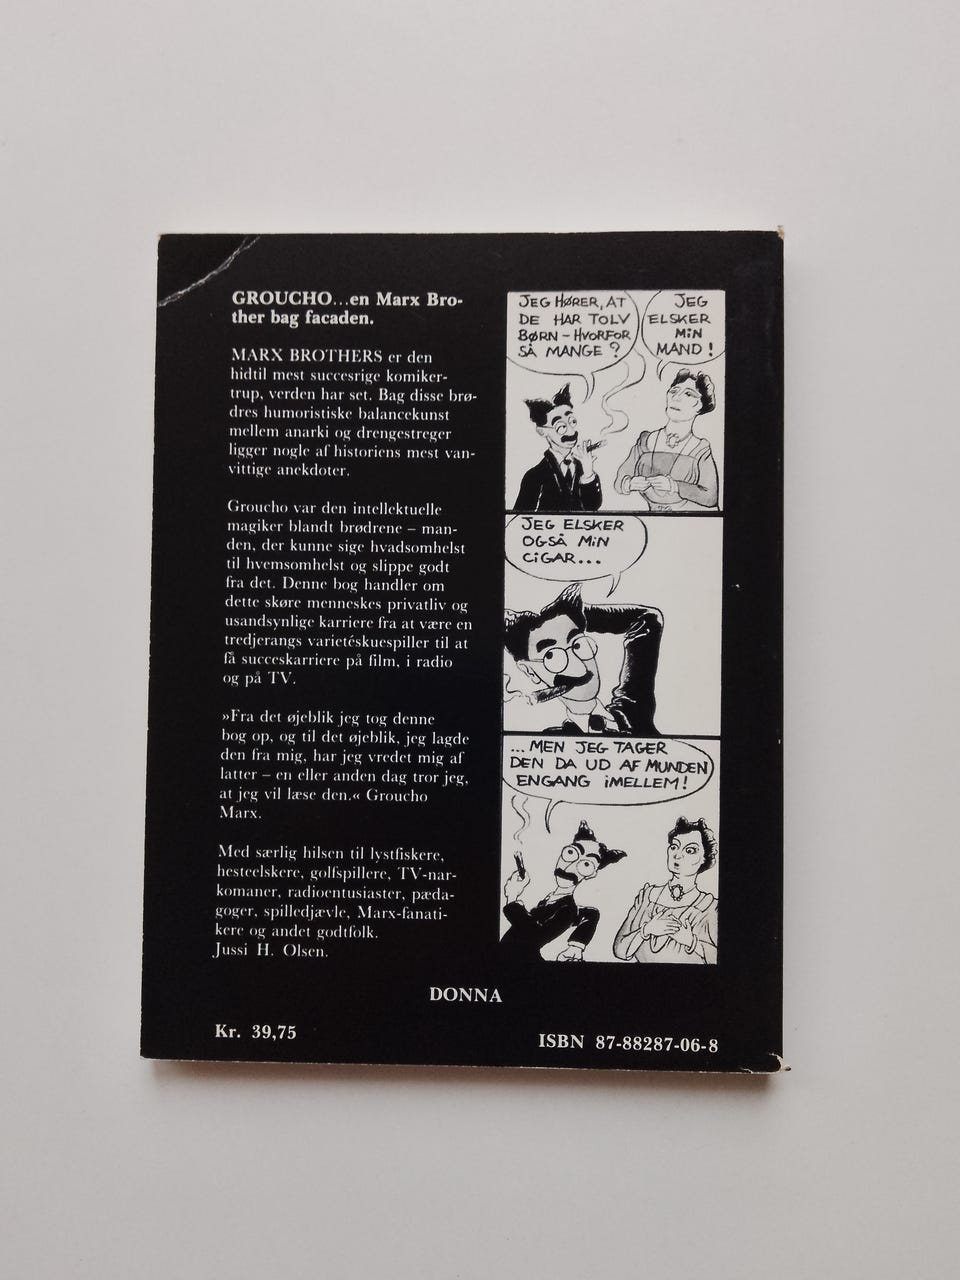 GROUCHO...en Marx Bro-
ther bag facaden.
MARX BROTHERS er den
hidtil mest succesrige komiker-
trup, verden har set. Bag disse brø-
dres humoristiske balancekunst
mellem anarki og drengestreger
ligger nogle af historiens mest van-
vittige anekdoter.
Groucho var den intellektuelle
magiker blandt brødrene – man-
den, der kunne sige hvadsomhelst
til hvemsomhelst og slippe godt
fra det. Denne bog handler om
dette skøre menneskes privatliv og
usandsynlige karriere fra at være en
tredjerangs varietéskuespiller til at
få succeskarriere på film, i radio
og på TV.
»Fra det øjeblik jeg tog denne
bog op, og til det øjeblik, jeg lagde
den fra mig, har jeg vredet mig af
latter – en eller anden dag tror jeg,
at jeg vil læse den.« Groucho
Marx.
Med særlig hilsen til lystfiskere,
hesteelskere, golfspillere, TV-nar-
komaner, radioentusiaster, pæda-
goger, spilledjævle, Marx-fanati-
kere og andet godtfolk.
Jussi H. Olsen.
JEG HØRER, AT
DE HAR TOLV
BØRN – HVORFOR
SÅ MANGE ?
JEG
ELSKER
MiN
MAND !
JEG ELSKER
OGSÅ MiN
CiGAR...
...MEN JEG TAGER
DEN DA UD AF MUNDEN
ENGANG iMELLEM!
DONNA
Kr. 39,75
ISBN 87-88287-06-8